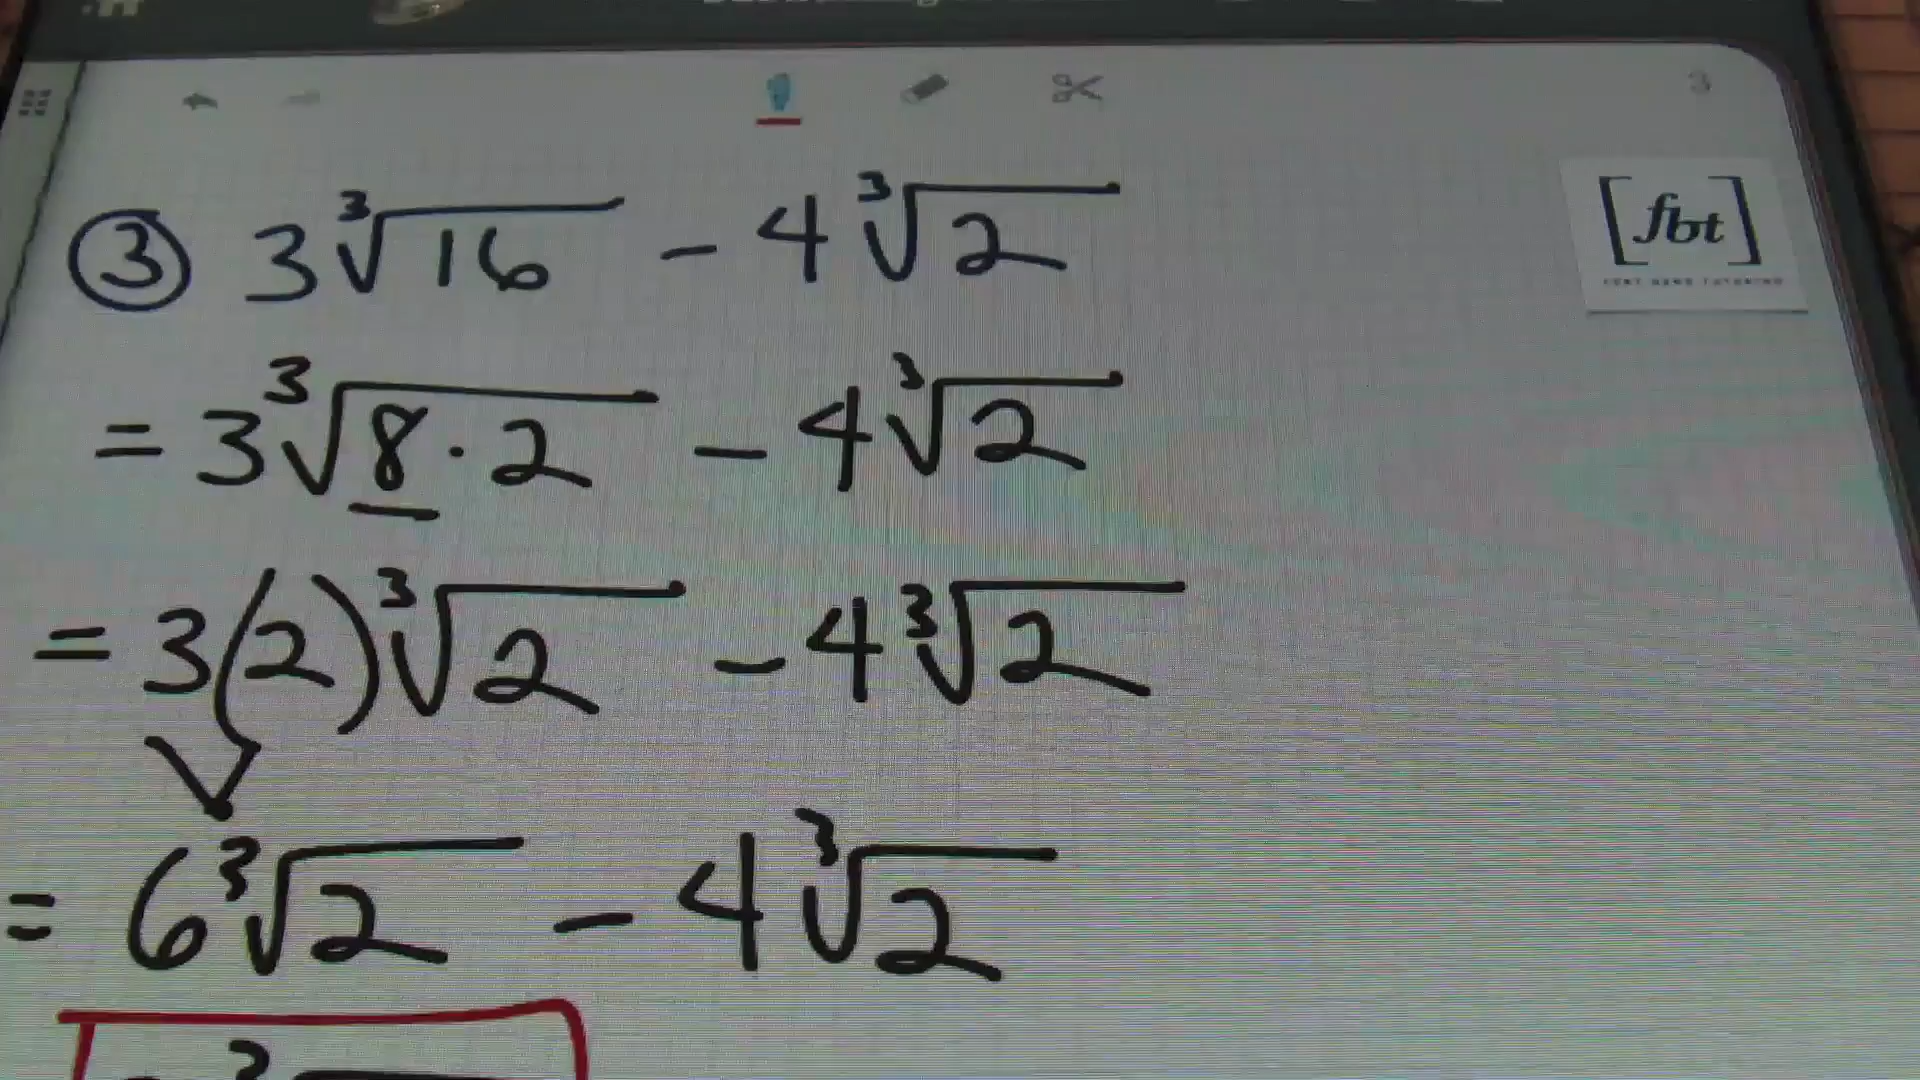 3
③ 3∛16 - 4∛2
[fbt]
= 3∛8·2 - 4∛2
= 3(2)∛2 - 4∛2
= 6∛2 - 4∛2